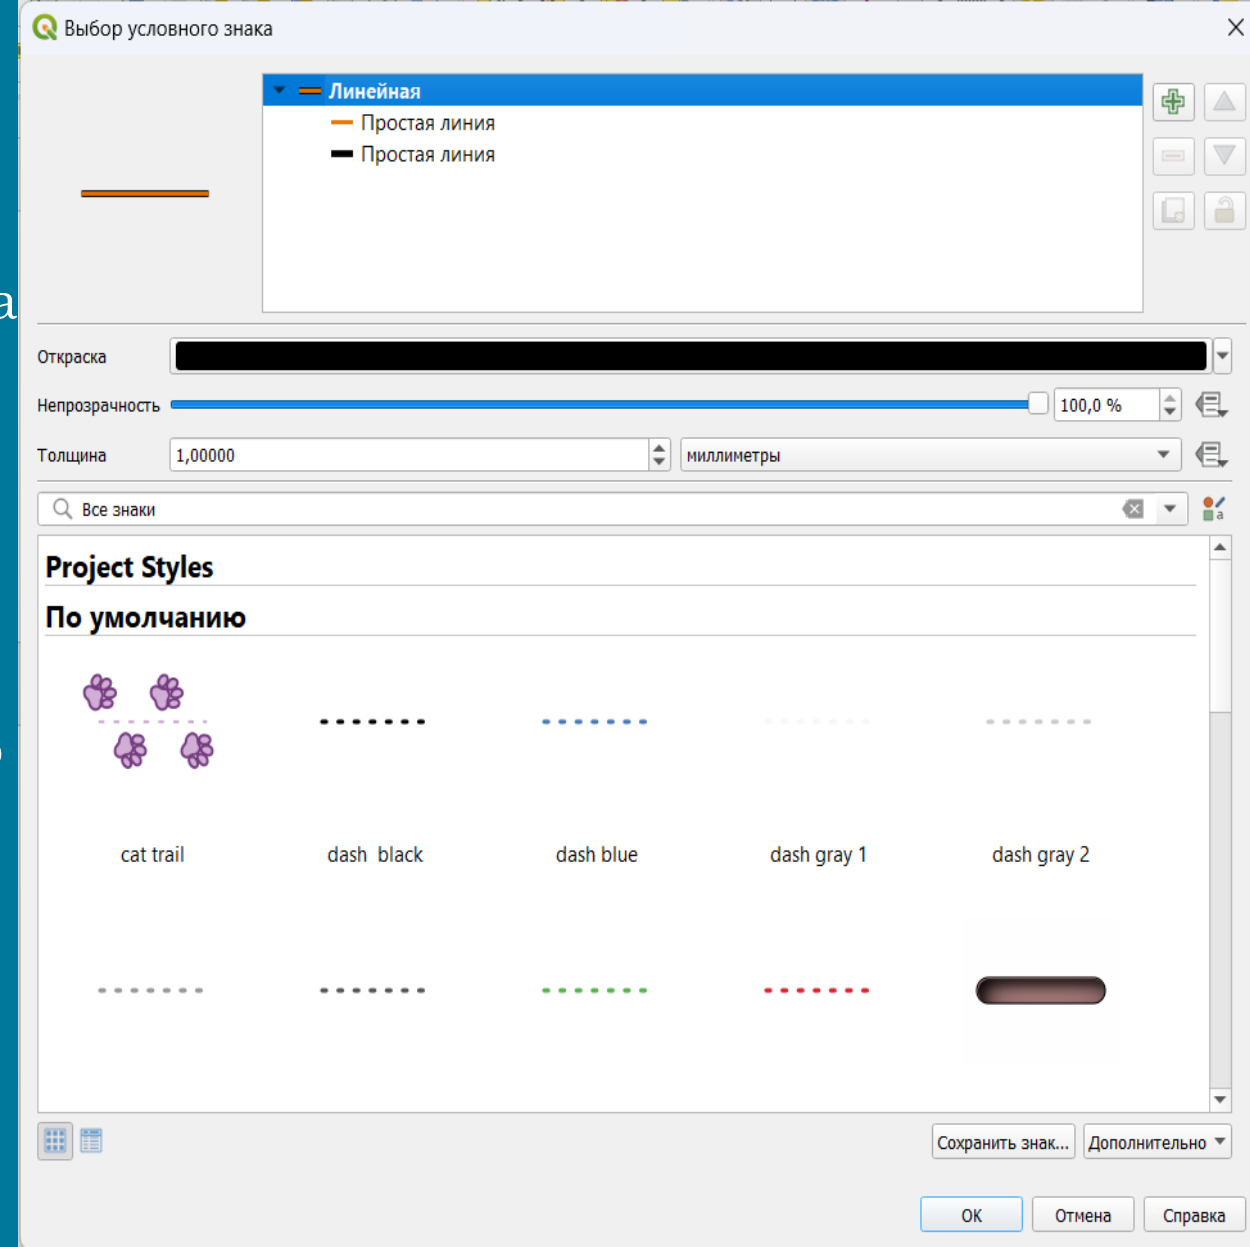 Выбор условного знака
Линейная
Простая линия
Простая линия
а
Откраска
Непрозрачность 100,0 %
Толщина 1,00000 миллиметры
Все знаки
Project Styles
По умолчанию
cat trail dash black dash blue dash gray 1 dash gray 2
Сохранить знак... Дополнительно
OK Отмена Справка